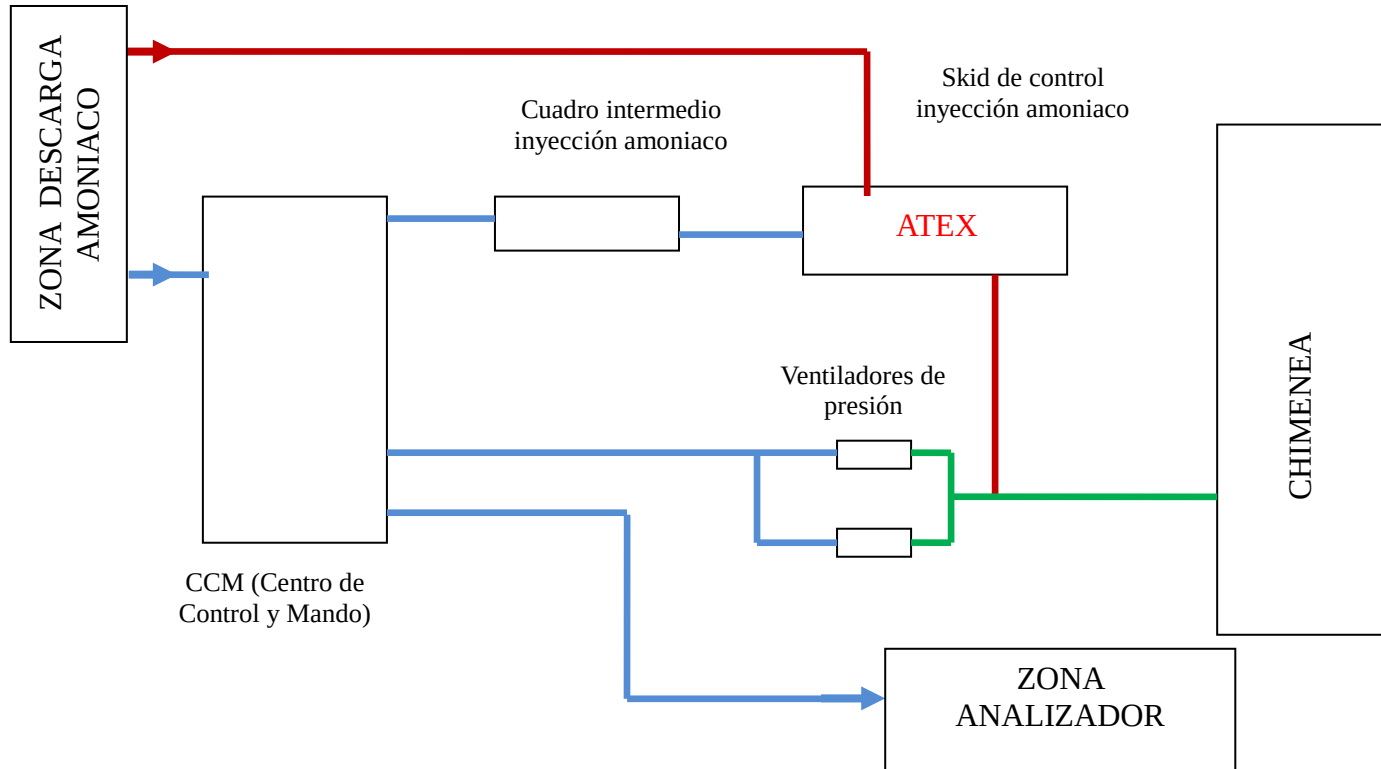 ZONA DESCARGA
AMONIACO
Cuadro intermedio
inyección amoniaco
Skid de control
inyección amoniaco
ATEX
Ventiladores de
presión
CHIMENEA
CCM (Centro de
Control y Mando)
ZONA
ANALIZADOR